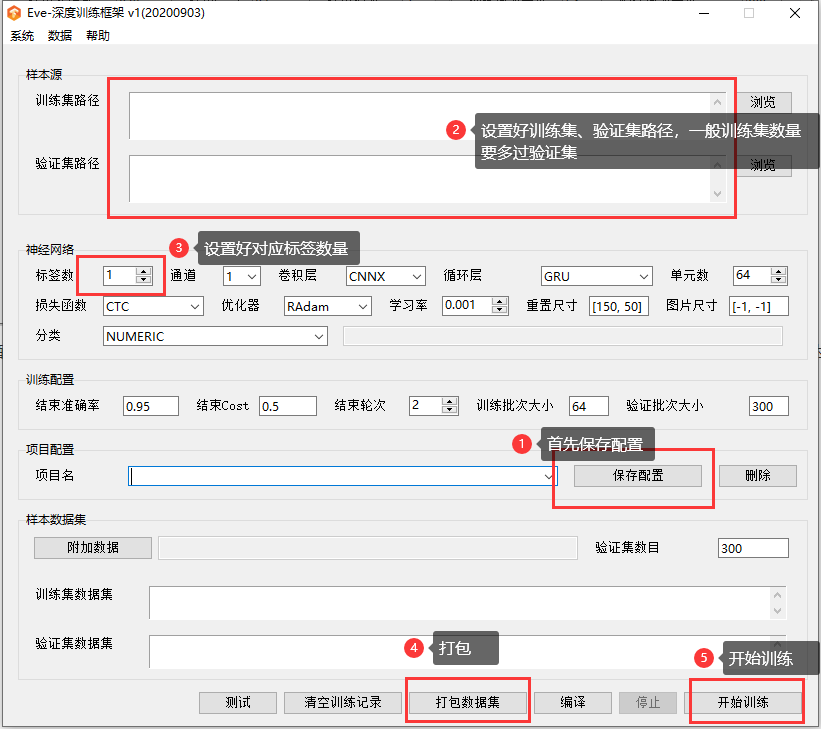 Eve-深度训练框架 v1(20200903)
系统 数据 帮助
样本源
训练集路径 浏览
2 设置好训练集、验证集路径，一般训练集数量
要多过验证集
验证集路径 浏览
3 设置好对应标签数量
神经网络
标签数 1 通道 1 卷积层 CNNX 循环层 GRU 单元数 64
损失函数 CTC 优化器 RAdam 学习率 0.001 重置尺寸 [150, 50] 图片尺寸 [-1, -1]
分类 NUMERIC
训练配置
结束准确率 0.95 结束Cost 0.5 结束轮次 2 训练批次大小 64 验证批次大小 300
项目配置
1 首先保存配置
项目名 保存配置 删除
样本数据集
附加数据 验证集数目 300
训练集数据集
验证集数据集
4 打包
5 开始训练
测试 清空训练记录 打包数据集 编译 停止 开始训练